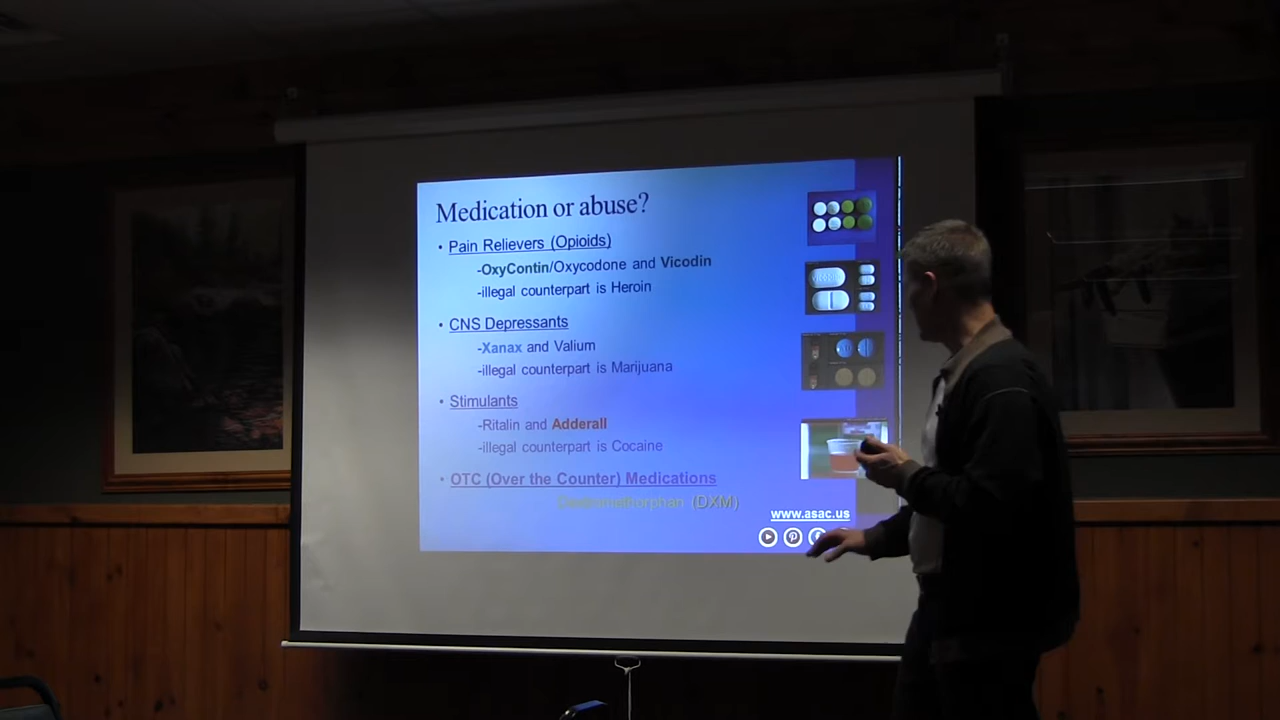 Medication or abuse?
• Pain Relievers (Opioids)
-OxyContin/Oxycodone and Vicodin
-illegal counterpart is Heroin
• CNS Depressants
-Xanax and Valium
-illegal counterpart is Marijuana
• Stimulants
-Ritalin and Adderall
-illegal counterpart is Cocaine
• OTC (Over the Counter) Medications
Dextromethorphan (DXM)
www.asac.us